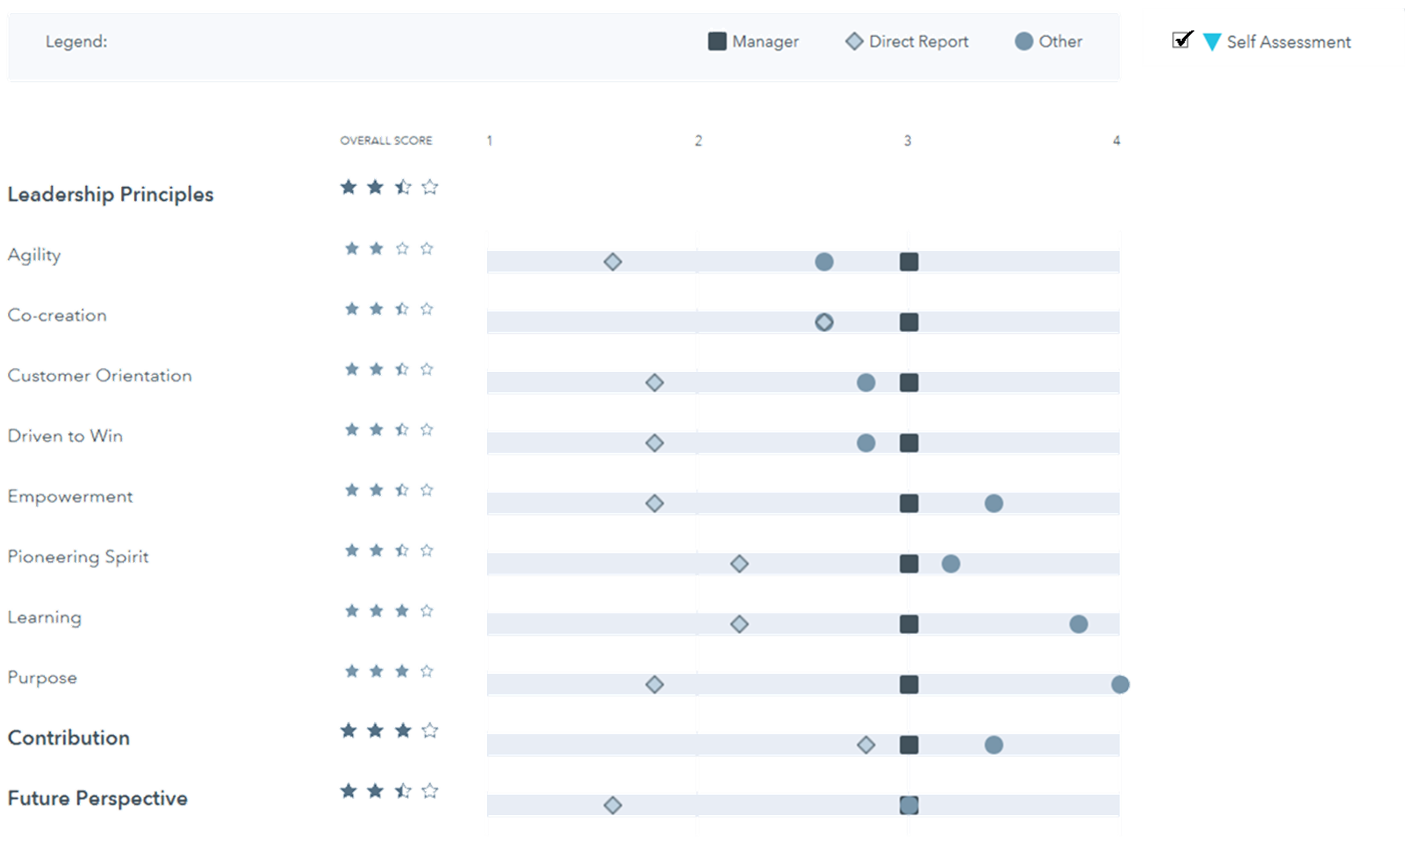 Legend:
Manager
Direct Report
Other
Self Assessment
OVERALL SCORE
1
2
3
4
Leadership Principles
Agility
Co-creation
Customer Orientation
Driven to Win
Empowerment
Pioneering Spirit
Learning
Purpose
Contribution
Future Perspective